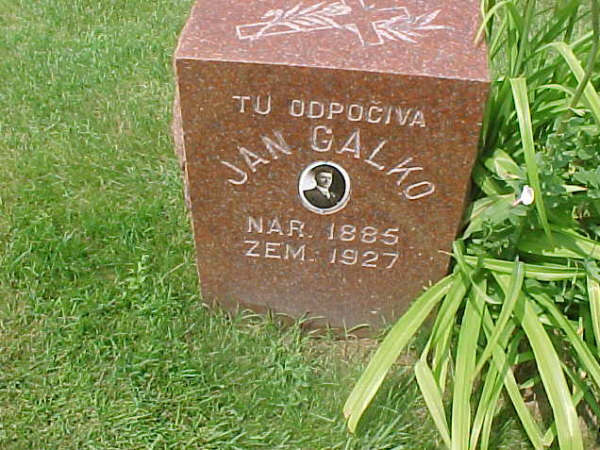 TU ODPOČIVA
JAN GALKO
NAR. 1885
ZEM. 1927